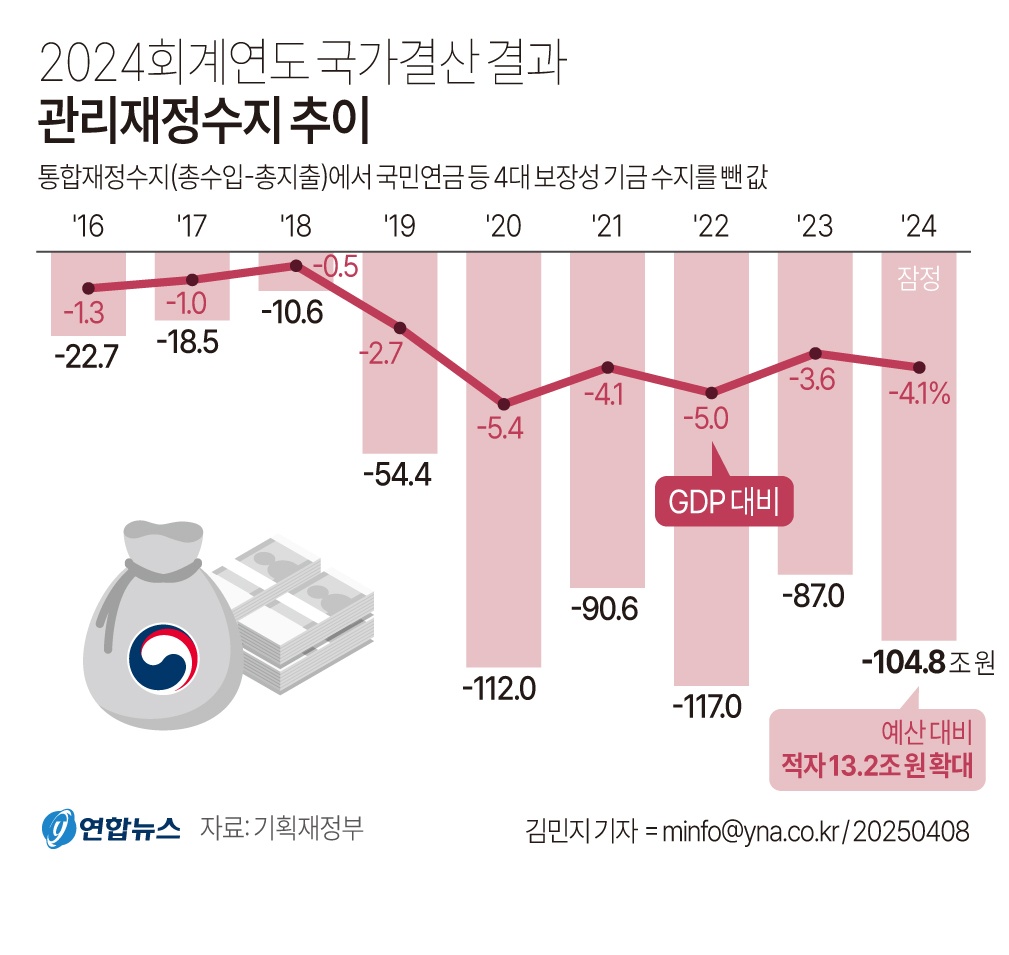 2024회계연도 국가결산 결과
관리재정수지 추이
통합재정수지(총수입-총지출)에서 국민연금 등 4대 보장성 기금 수지를 뺀 값
'16 '17 '18 '19 '20 '21 '22 '23 '24
잠정
-1.3 -1.0 -0.5 -2.7 -5.4 -4.1 -5.0 -3.6 -4.1%
GDP 대비
-22.7 -18.5 -10.6 -54.4 -112.0 -90.6 -117.0 -87.0 -104.8조 원
예산 대비
적자 13.2조 원 확대
연합뉴스 자료: 기획재정부
김민지 기자 = minfo@yna.co.kr / 20250408